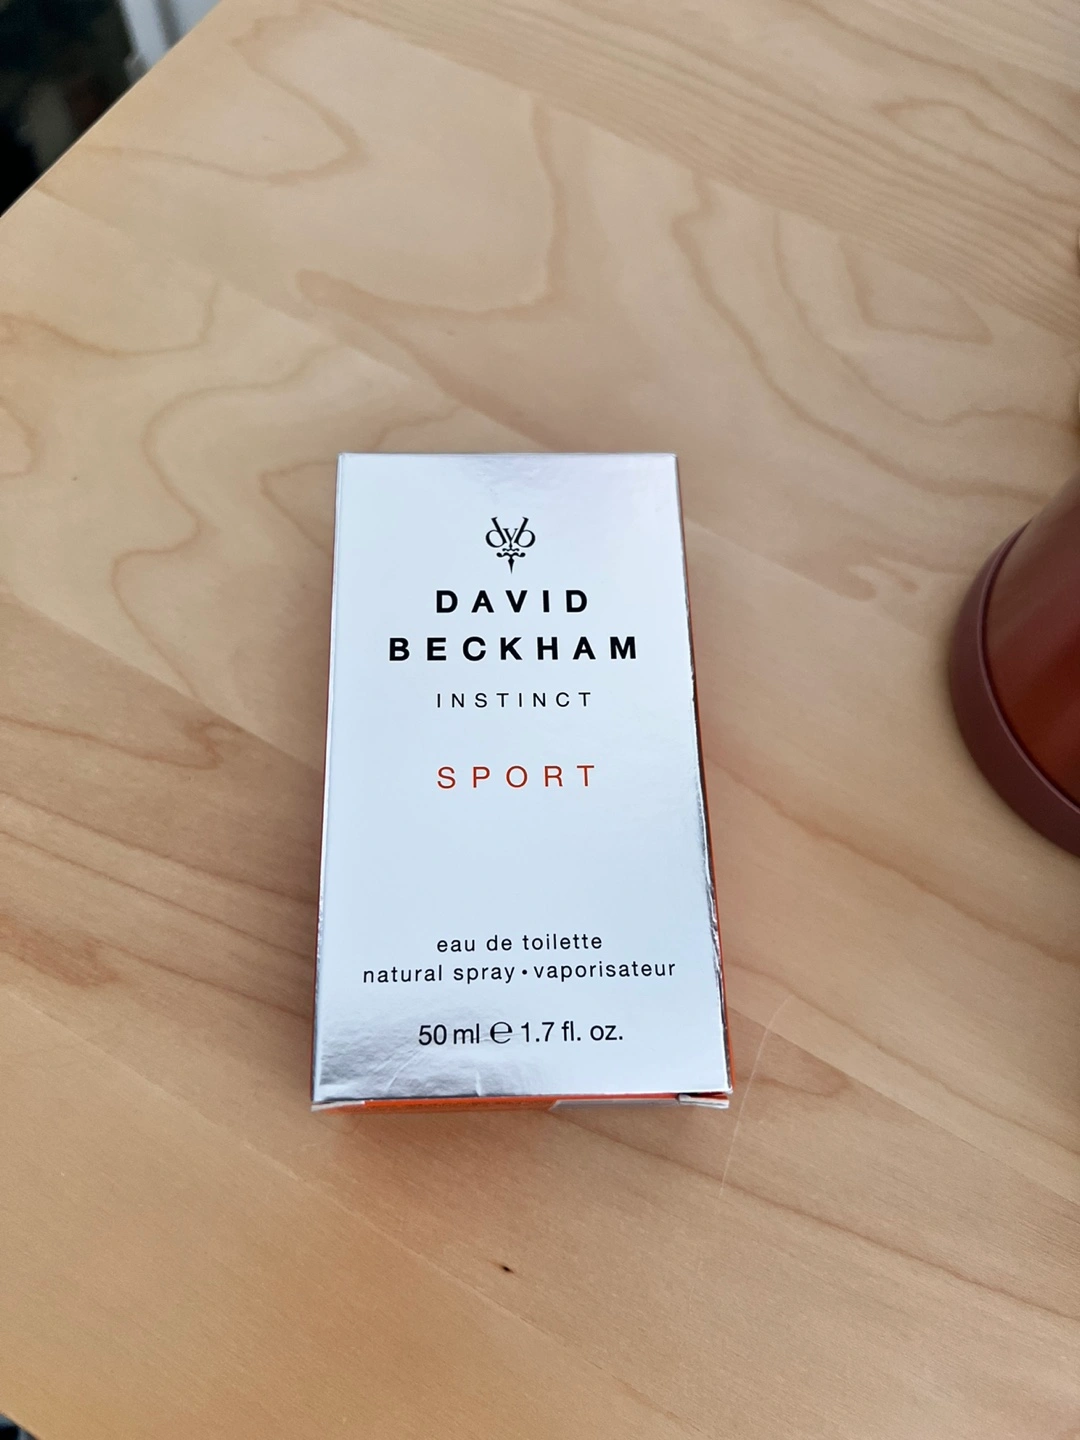 dvb
DAVID
BECKHAM
INSTINCT
SPORT
eau de toilette
natural spray • vaporisateur
50 ml ℮ 1.7 fl. oz.